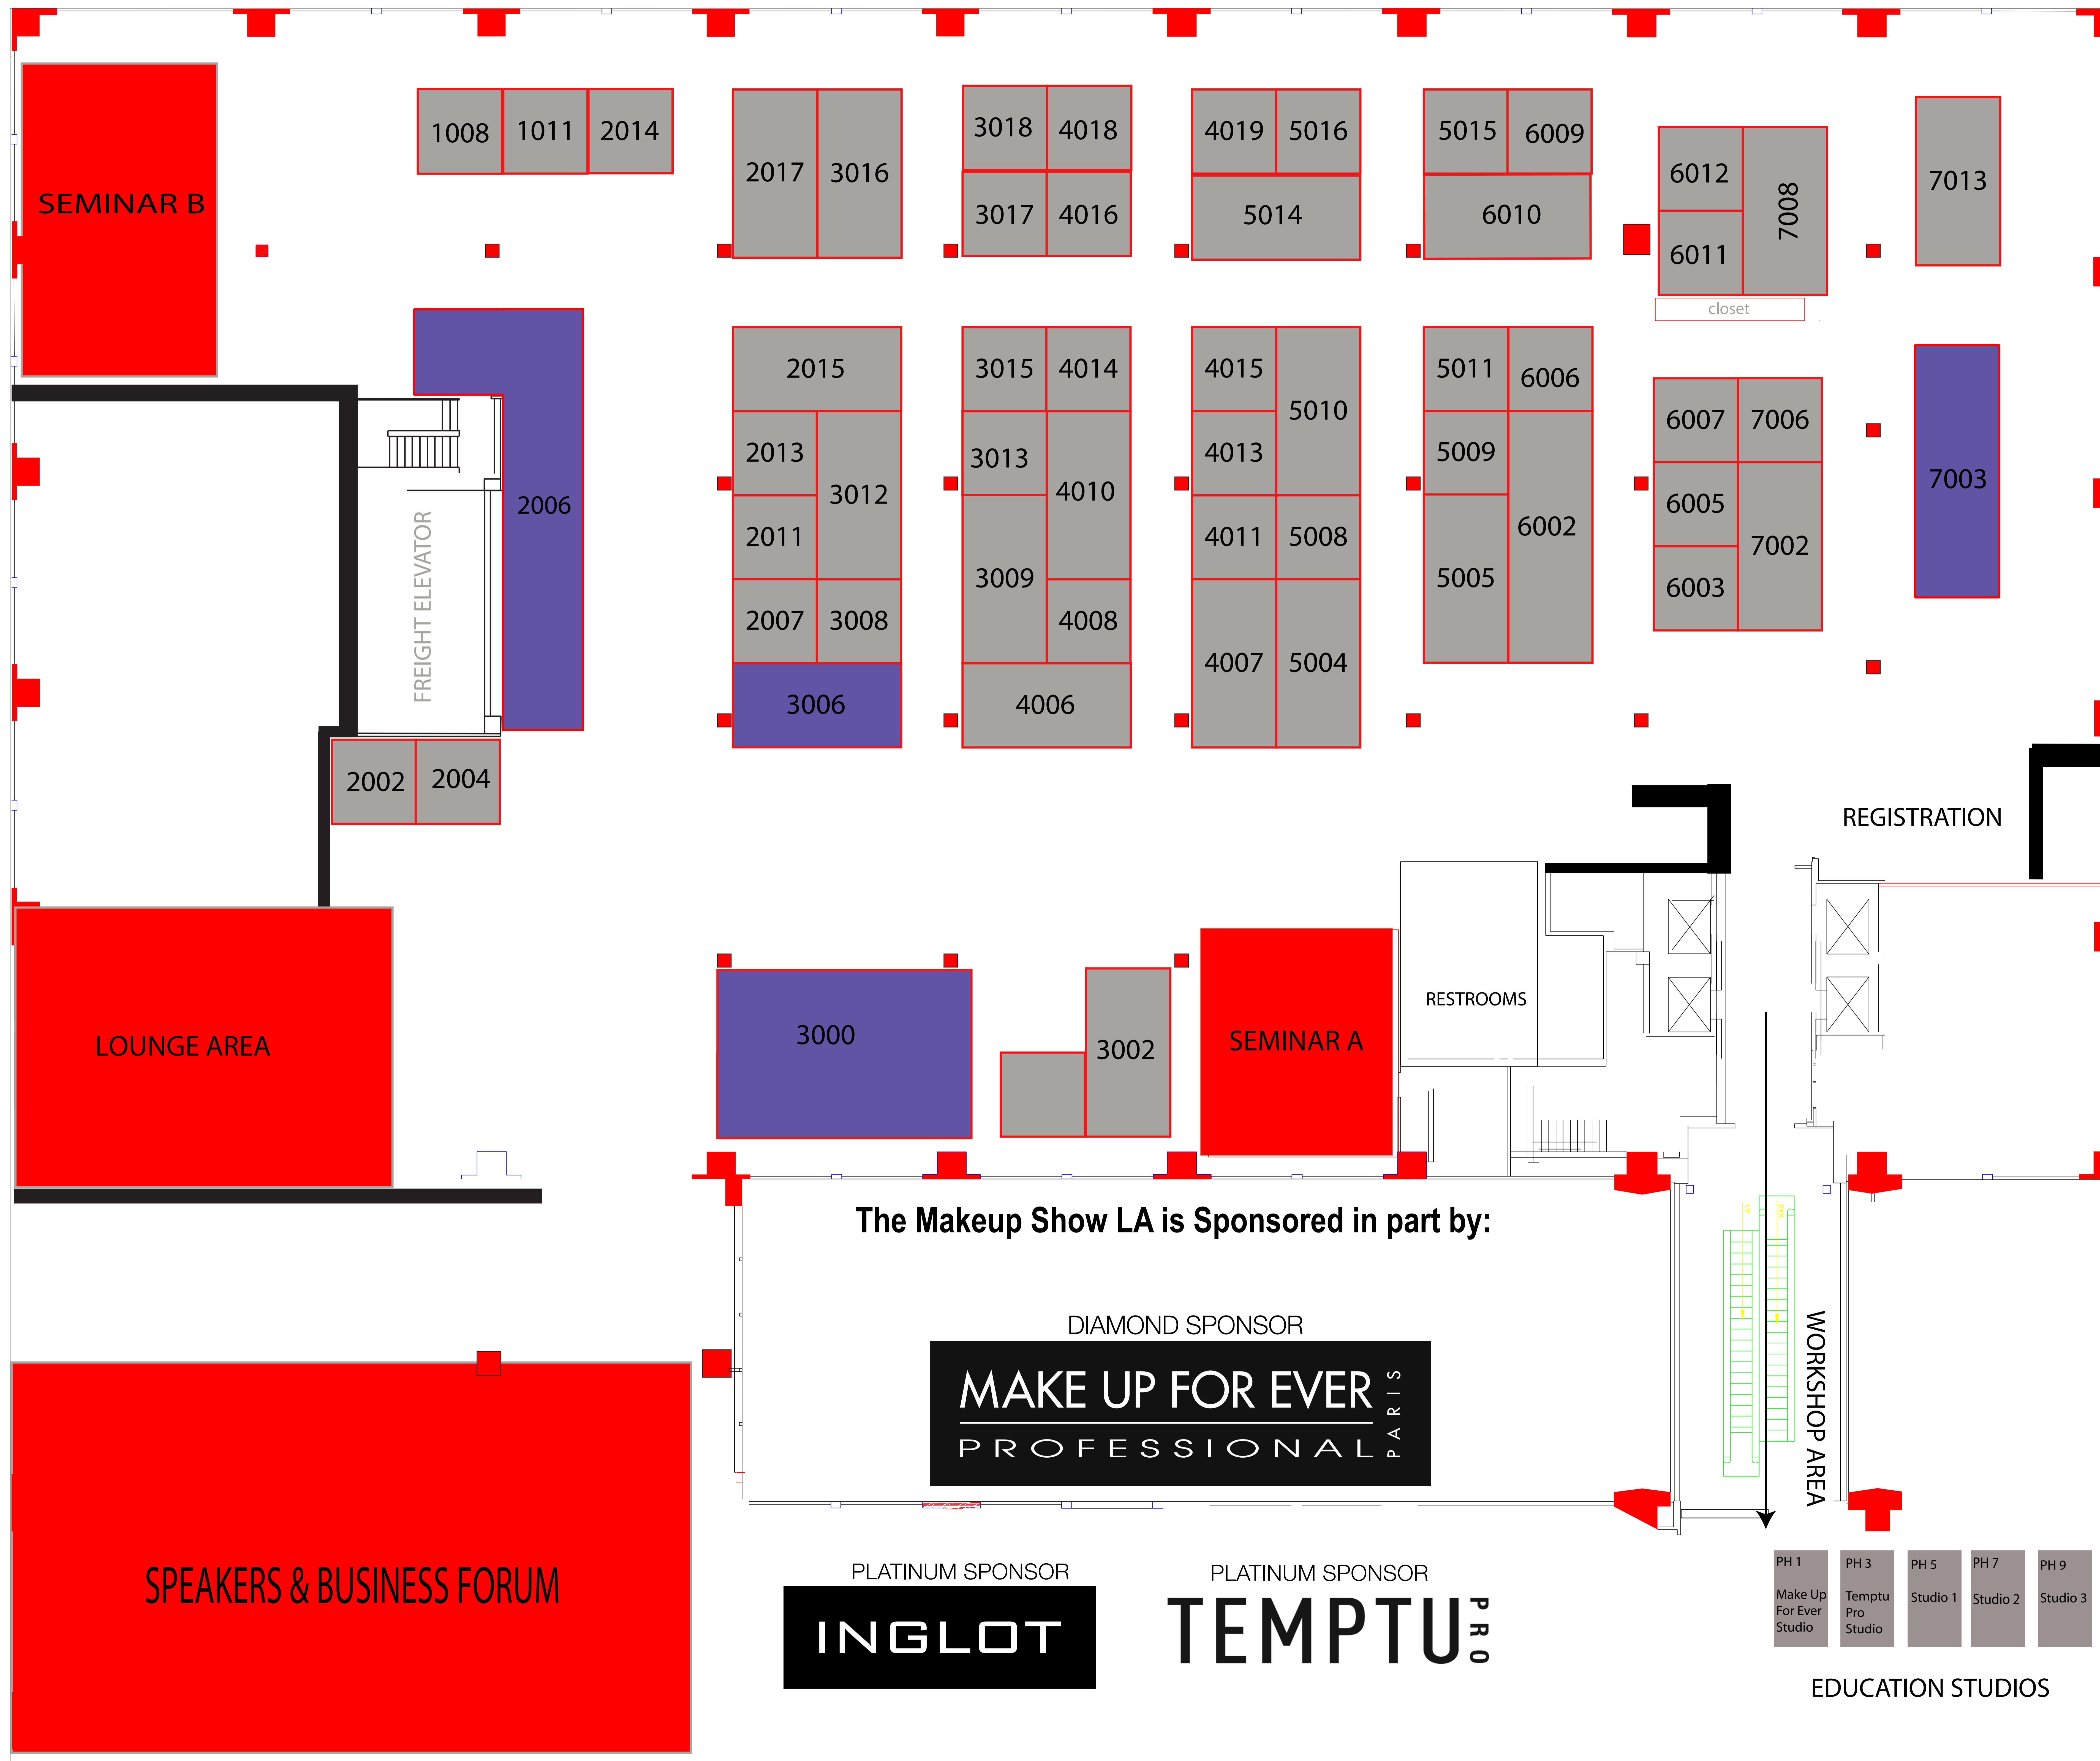 1008 1011 2014
3018 4018
4019 5016
5015 6009
SEMINAR B
2017 3016
3017 4016
5014
6010
6012
6011
7008
7013
closet
2015
3015 4014
4015
5010
5011 6006
6007 7006
2013
3012
3013
4010
4013
5009
6002
6005
7002
7003
2006
FREIGHT ELEVATOR
2011
3009
4011 5008
5005
6003
2007 3008
4008
4007 5004
3006
4006
2002 2004
REGISTRATION
LOUNGE AREA
3000
3002
SEMINAR A
RESTROOMS
The Makeup Show LA is Sponsored in part by:
DIAMOND SPONSOR
MAKE UP FOR EVER
PROFESSIONAL
PARIS
WORKSHOP AREA
SPEAKERS & BUSINESS FORUM
PLATINUM SPONSOR
INGLOT
PLATINUM SPONSOR
TEMPTU
PRO
PH 1
Make Up
For Ever
Studio
PH 3
Temptu
Pro
Studio
PH 5
Studio 1
PH 7
Studio 2
PH 9
Studio 3
EDUCATION STUDIOS